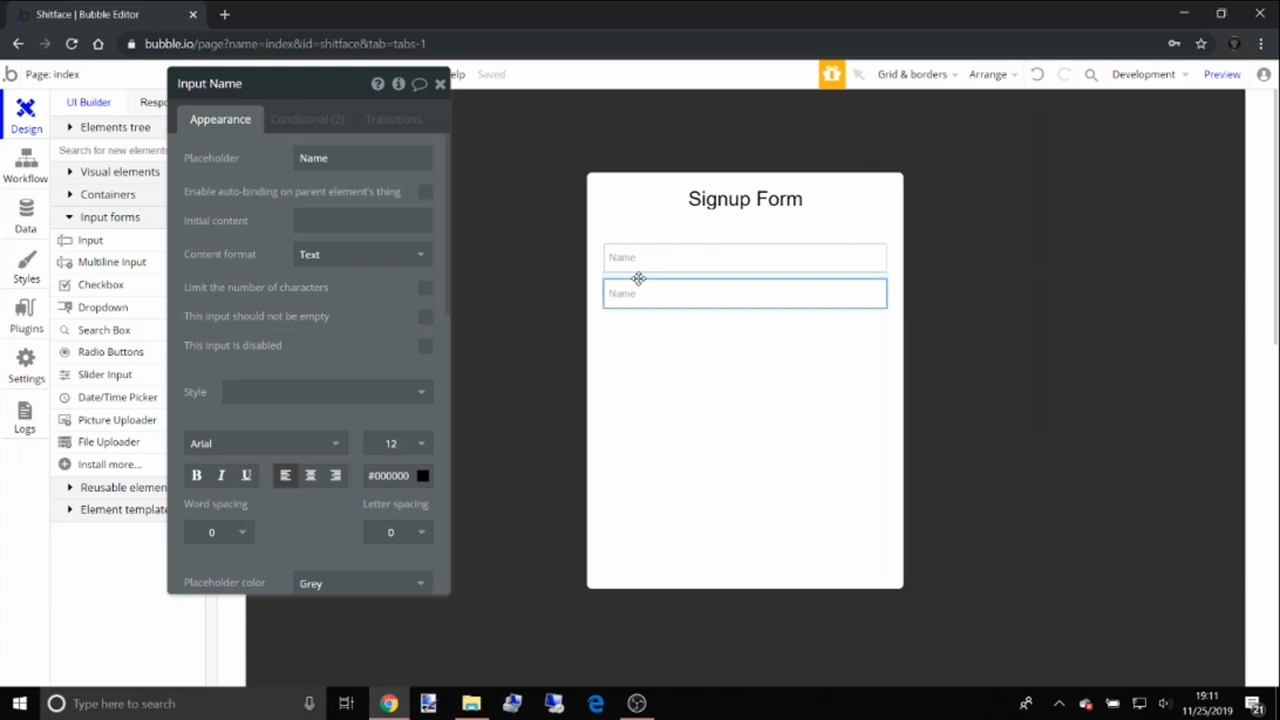 Shitface | Bubble Editor
bubble.io/page?name=index&id=shitface&tab=tabs-1
Page: index
Input Name
Saved
Grid & borders
Arrange
Development
Preview
Design
Workflow
Data
Styles
Plugins
Settings
Logs
UI Builder
Elements tree
Search for new elements
Visual elements
Containers
Input forms
Input
Multiline Input
Checkbox
Dropdown
Search Box
Radio Buttons
Slider Input
Date/Time Picker
Picture Uploader
File Uploader
Install more...
Reusable elemen
Element template
Appearance
Conditional (2)
Transitions
Placeholder
Name
Enable auto-binding on parent element's thing
Initial content
Content format
Text
Limit the number of characters
This input should not be empty
This input is disabled
Style
Arial
12
B I U
#000000
Word spacing
Letter spacing
0
0
Placeholder color
Grey
Signup Form
Name
Name
Type here to search
19:11
11/25/2019
21